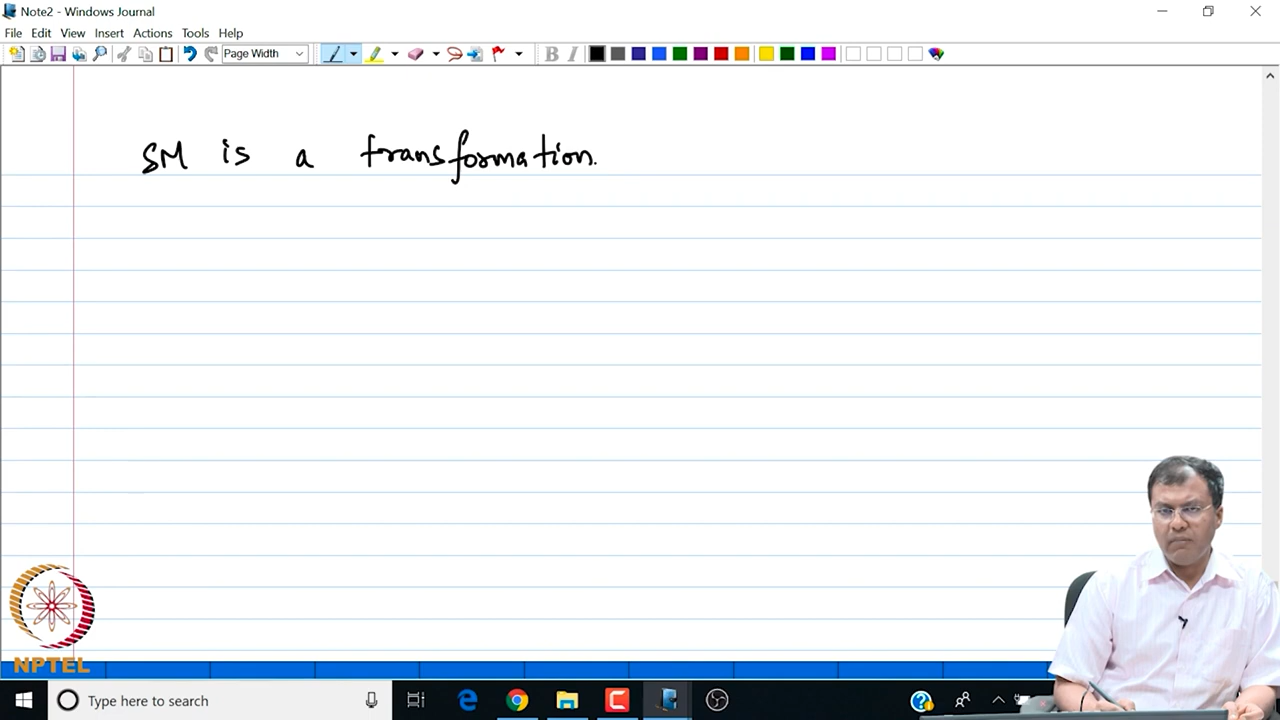 Note2 - Windows Journal
File Edit View Insert Actions Tools Help
Page Width B I
SM is a transformation.
NPTEL
Type here to search